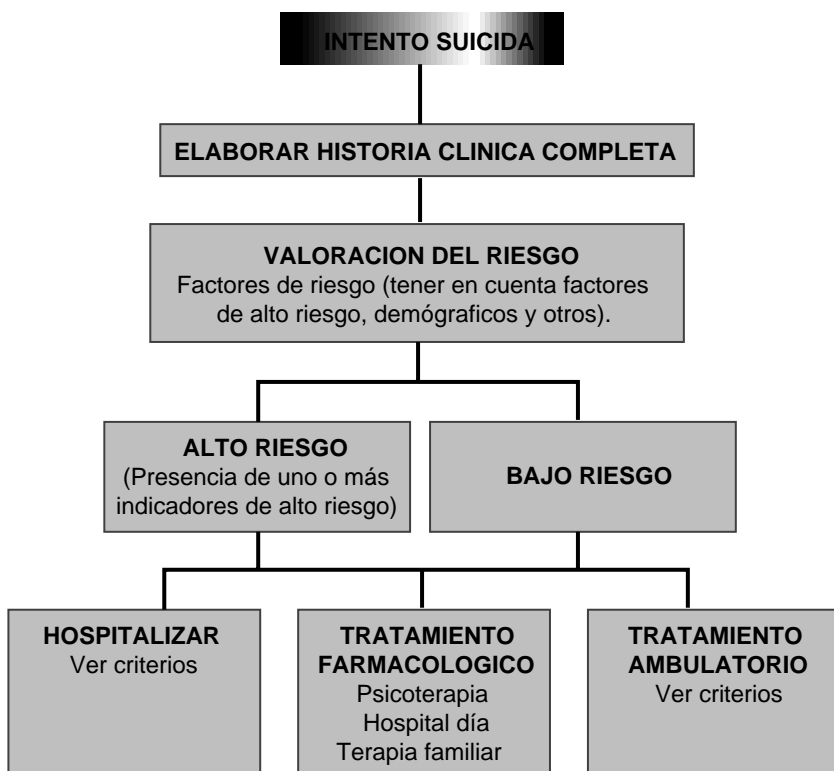 INTENTO SUICIDA
ELABORAR HISTORIA CLINICA COMPLETA
VALORACION DEL RIESGO
Factores de riesgo (tener en cuenta factores
de alto riesgo, demógraficos y otros).
ALTO RIESGO
(Presencia de uno o más
indicadores de alto riesgo)
BAJO RIESGO
HOSPITALIZAR
Ver criterios
TRATAMIENTO
FARMACOLOGICO
Psicoterapia
Hospital día
Terapia familiar
TRATAMIENTO
AMBULATORIO
Ver criterios